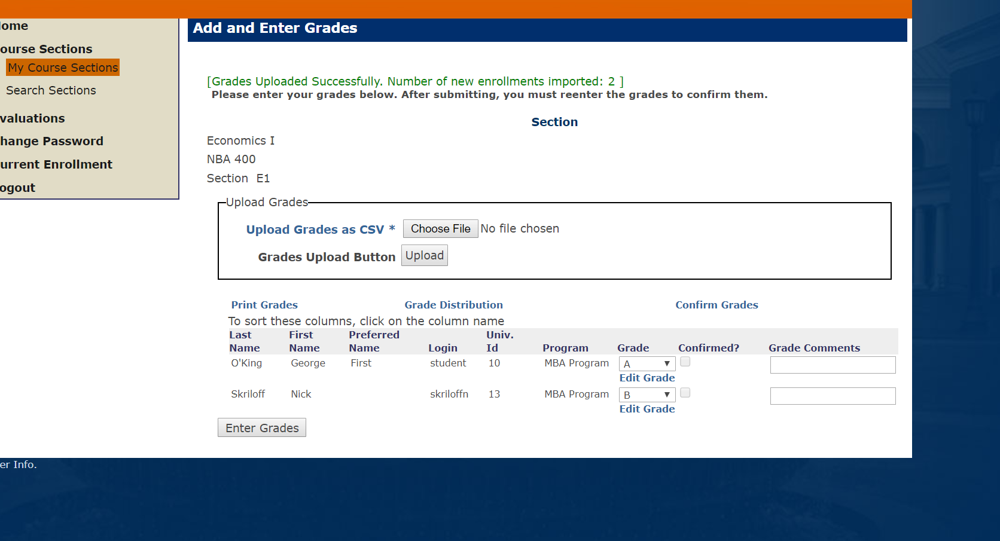 ome
Add and Enter Grades
ourse Sections
My Course Sections
Search Sections
valuations
hange Password
urrent Enrollment
ogout
[Grades Uploaded Successfully. Number of new enrollments imported: 2 ]
Please enter your grades below. After submitting, you must reenter the grades to confirm them.
Section
Economics I
NBA 400
Section E1
Upload Grades
Upload Grades as CSV * Choose File No file chosen
Grades Upload Button Upload
Print Grades Grade Distribution Confirm Grades
To sort these columns, click on the column name
Last First Preferred Univ.
Name Name Name Login Id Program Grade Confirmed? Grade Comments
O'King George First student 10 MBA Program A
Edit Grade
Skriloff Nick skriloffn 13 MBA Program B
Edit Grade
Enter Grades
er Info.